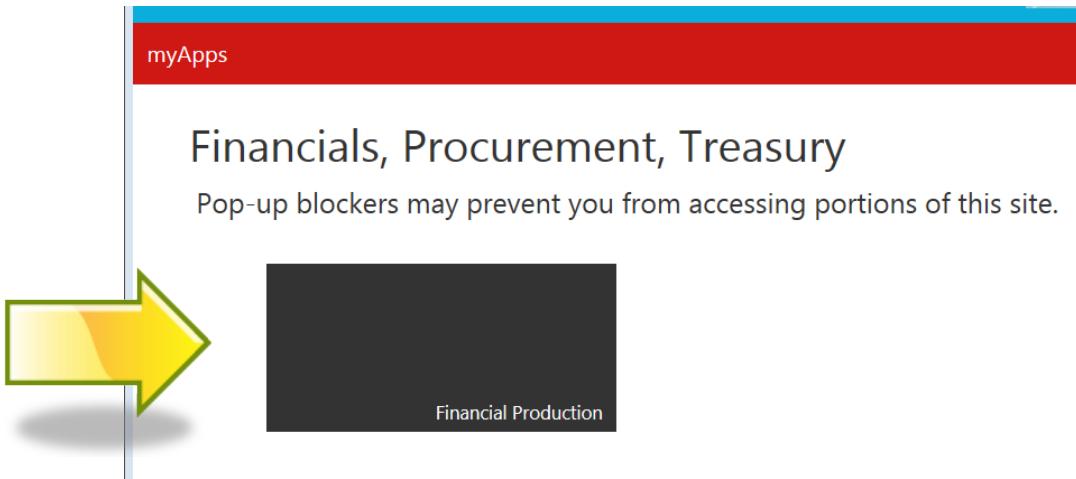 myApps
Financials, Procurement, Treasury
Pop-up blockers may prevent you from accessing portions of this site.
Financial Production